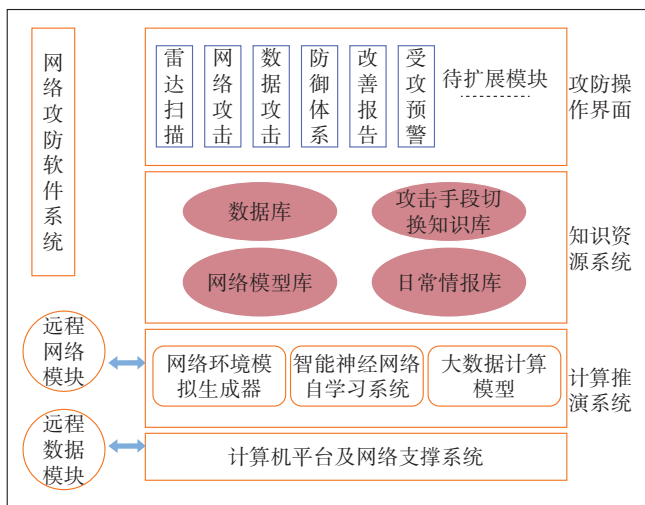 网络攻防软件系统
雷达扫描
网络攻击
数据攻击
防御体系
改善报告
受攻预警
待扩展模块
攻防操
作界面
数据库
攻击手段切
换知识库
网络模型库
日常情报库
知识资
源系统
远程
网络
模块
网络环境模
拟生成器
智能神经网络
自学习系统
大数据计算
模型
计算推
演系统
远程
数据
模块
计算机平台及网络支撑系统